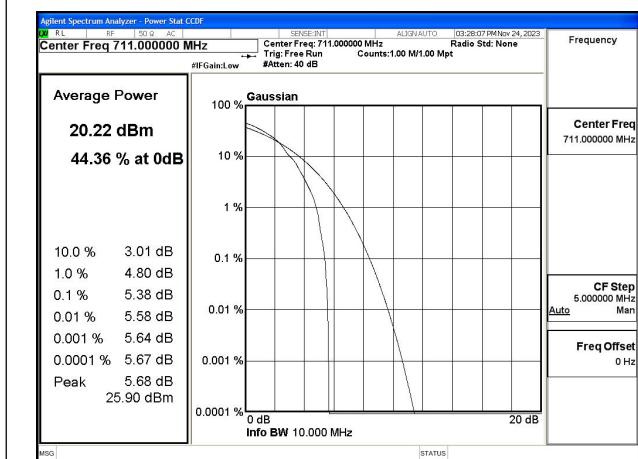 Agilent Spectrum Analyzer - Power Stat CCDF
RL RF 50 Ω AC SENSE:INT ALIGNAUTO 03:28:07 PM Nov 24, 2023
Center Freq 711.000000 MHz
Center Freq: 711.000000 MHz Radio Std: None
Trig: Free Run Counts:1.00 M/1.00 Mpt
#IFGain:Low #Atten: 40 dB
Frequency
Average Power
20.22 dBm
44.36 % at 0dB
10.0 % 3.01 dB
1.0 % 4.80 dB
0.1 % 5.38 dB
0.01 % 5.58 dB
0.001 % 5.64 dB
0.0001 % 5.67 dB
Peak 5.68 dB
25.90 dBm
Gaussian
100 %
10 %
1 %
0.1 %
0.01 %
0.001 %
0.0001 %
0 dB 20 dB
Info BW 10.000 MHz
Center Freq
711.000000 MHz
CF Step
5.000000 MHz
Auto Man
Freq Offset
0 Hz
MSG STATUS